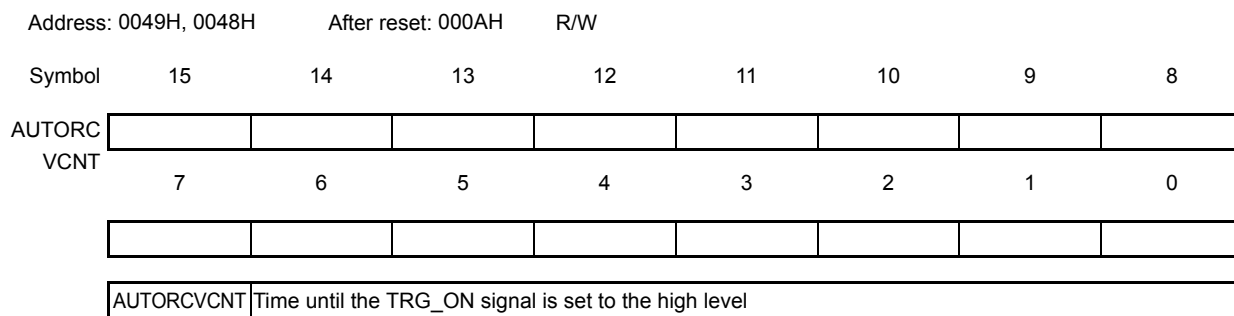 Address: 0049H, 0048H After reset: 000AH R/W
Symbol 15 14 13 12 11 10 9 8
AUTORC
VCNT
7 6 5 4 3 2 1 0
AUTORCVCNT Time until the TRG_ON signal is set to the high level